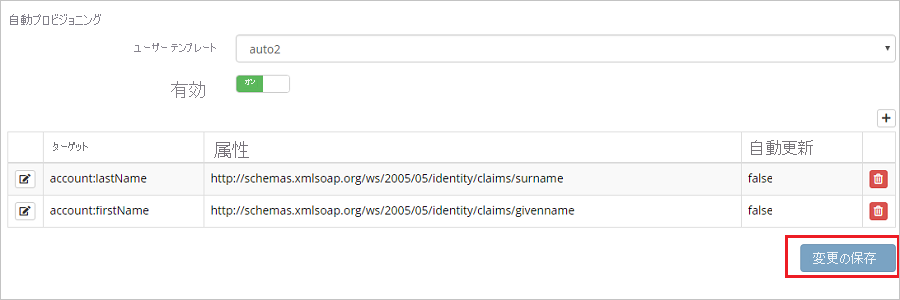 自動プロビジョニング
ユーザー テンプレート auto2
有効 オン
ターゲット 属性 自動更新
account:lastName http://schemas.xmlsoap.org/ws/2005/05/identity/claims/surname false
account:firstName http://schemas.xmlsoap.org/ws/2005/05/identity/claims/givenname false
変更の保存